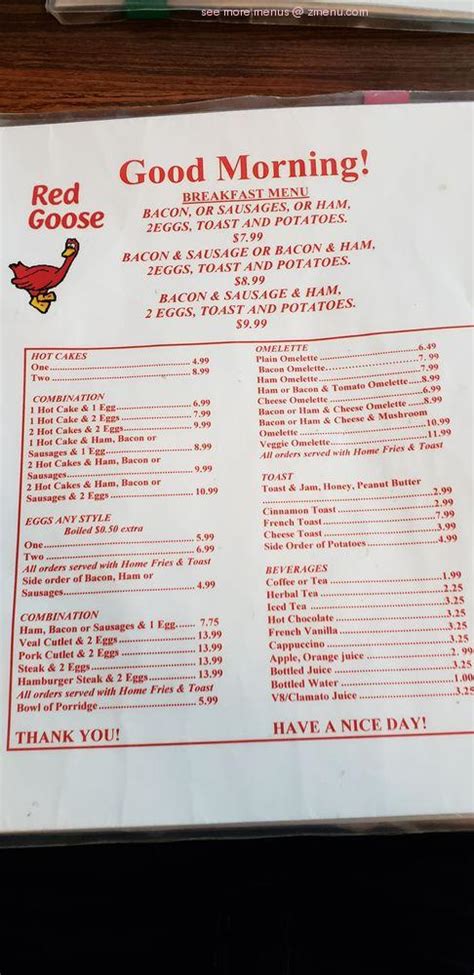 see more menus @ zmenu.com
Red
Goose
Good Morning!
BREAKFAST MENU
BACON, OR SAUSAGES, OR HAM,
2EGGS, TOAST AND POTATOES.
$7.99
BACON & SAUSAGE OR BACON & HAM,
2EGGS, TOAST AND POTATOES.
$8.99
BACON & SAUSAGE & HAM,
2 EGGS, TOAST AND POTATOES.
$9.99
HOT CAKES
One.......................................... 4.99
Two.......................................... 8.99
COMBINATION
1 Hot Cake & 1 Egg...................... 6.99
1 Hot Cake & 2 Eggs..................... 7.99
2 Hot Cakes & 2 Eggs.................... 9.99
1 Hot Cake & Ham, Bacon or
Sausages & 1 Egg........................ 8.99
2 Hot Cakes & Ham, Bacon or
Sausages................................ 9.99
2 Hot Cakes & Ham, Bacon or
Sausages & 2 Eggs....................... 10.99
EGGS ANY STYLE
Boiled $0.50 extra
One..................................... 5.99
Two..................................... 6.99
All orders served with Home Fries & Toast
Side order of Bacon, Ham or
Sausages................................ 4.99
COMBINATION
Ham, Bacon or Sausages & 1 Egg...... 7.75
Veal Cutlet & 2 Eggs.................... 13.99
Pork Cutlet & 2 Eggs.................... 13.99
Steak & 2 Eggs.......................... 13.99
Hamburger Steak & 2 Eggs................ 13.99
All orders served with Home Fries & Toast
Bowl of Porridge........................ 5.99
OMELETTE
Plain Omelette..........................6.49
Bacon Omelette..........................7. 99
Ham Omelette............................7.99
Ham or Bacon & Tomato Omelette....8.99
Cheese Omelette.........................6.99
Bacon or Ham & Cheese Omelette ....8.99
Bacon or Ham & Cheese & Mushroom
Omelette ...............................10.99
Veggie Omelette.........................11.99
All orders served with Home Fries & Toast
TOAST
Toast & Jam, Honey, Peanut Butter
........................................2.99
Cinnamon Toast..........................2.99
French Toast............................7.99
Cheese Toast............................3.99
Side Order of Potatoes..................4.99
BEVERAGES
Coffee or Tea...........................1.99
Herbal Tea..............................2.25
Iced Tea ...............................3.25
Hot Chocolate...........................3.25
French Vanilla..........................3.25
Cappuccino..............................3.25
Apple, Orange juice ....................2. 99
Bottled Juice...........................3.25
Bottled Water...........................1.00
V8/Clamato Juice........................3.25
THANK YOU!
HAVE A NICE DAY!